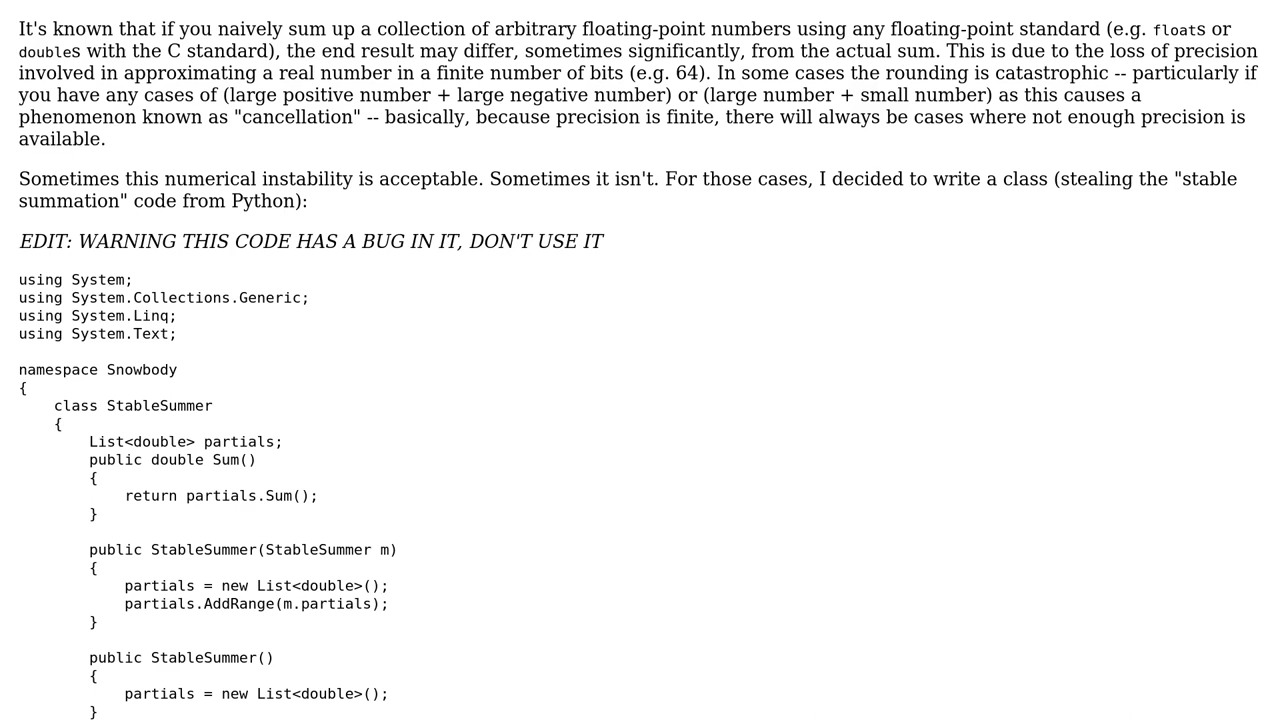 It's known that if you naively sum up a collection of arbitrary floating-point numbers using any floating-point standard (e.g. floats or
doubles with the C standard), the end result may differ, sometimes significantly, from the actual sum. This is due to the loss of precision
involved in approximating a real number in a finite number of bits (e.g. 64). In some cases the rounding is catastrophic -- particularly if
you have any cases of (large positive number + large negative number) or (large number + small number) as this causes a
phenomenon known as "cancellation" -- basically, because precision is finite, there will always be cases where not enough precision is
available.
Sometimes this numerical instability is acceptable. Sometimes it isn't. For those cases, I decided to write a class (stealing the "stable
summation" code from Python):
EDIT: WARNING THIS CODE HAS A BUG IN IT, DON'T USE IT
using System;
using System.Collections.Generic;
using System.Linq;
using System.Text;
namespace Snowbody
{
    class StableSummer
    {
        List<double> partials;
        public double Sum()
        {
            return partials.Sum();
        }
        public StableSummer(StableSummer m)
        {
            partials = new List<double>();
            partials.AddRange(m.partials);
        }
        public StableSummer()
        {
            partials = new List<double>();
        }